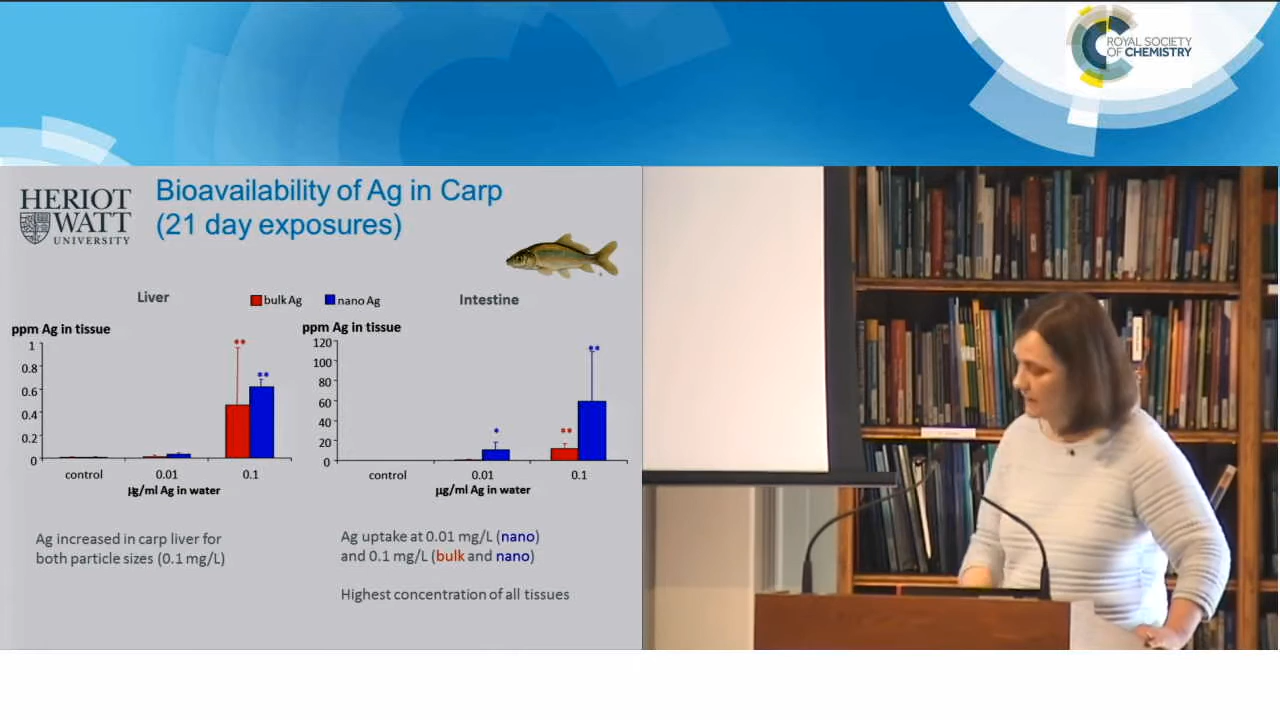 ROYAL SOCIETY
OF CHEMISTRY
HERIOT
WATT
UNIVERSITY
Bioavailability of Ag in Carp
(21 day exposures)
Liver
bulk Ag
nano Ag
Intestine
ppm Ag in tissue
1
0.8
0.6
0.4
0.2
0
**
**
control
0.01
0.1
µg/ml Ag in water
ppm Ag in tissue
120
100
80
60
40
20
0
*
**
**
control
0.01
0.1
µg/ml Ag in water
Ag increased in carp liver for
both particle sizes (0.1 mg/L)
Ag uptake at 0.01 mg/L (nano)
and 0.1 mg/L (bulk and nano)
Highest concentration of all tissues